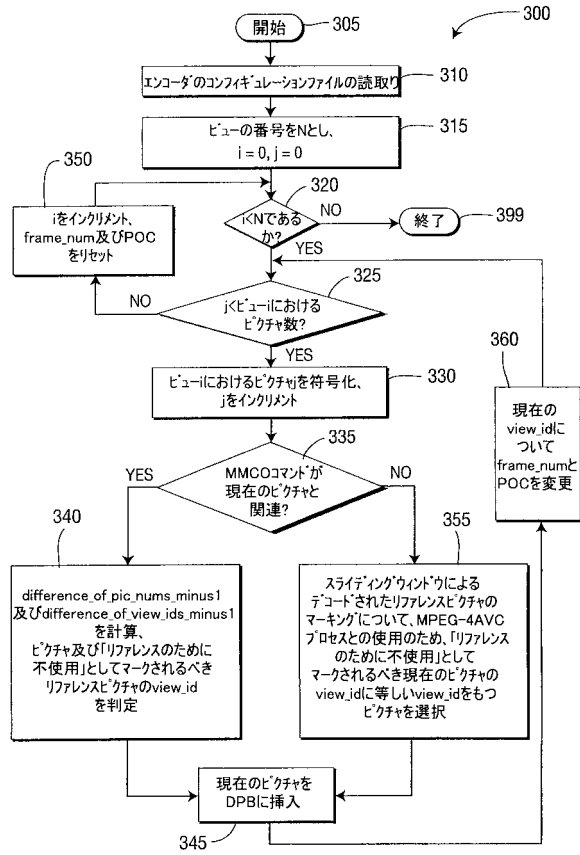 300
開始
305
エンコーダのコンフィギュレーションファイルの読取り
310
ビューの番号をNとし、
i = 0, j = 0
315
350
iをインクリメント、
frame_num及びPOC
をリセット
320
i<Nである
か?
NO
終了
399
YES
325
j<ビューiにおける
ピクチャ数?
NO
YES
330
ビューiにおけるピクチャjを符号化、
jをインクリメント
360
現在の
view_idに
ついて
frame_numと
POCを変更
335
MMCOコマンドが
現在のピクチャと
関連?
YES
NO
340
difference_of_pic_nums_minus1
及びdifference_of_view_ids_minus1
を計算、
ピクチャ及び「リファレンスのために
不使用」としてマークされるべき
リファレンスピクチャのview_id
を判定
355
スライディングウィンドウによる
デコードされたリファレンスピクチャの
マーキングについて、MPEG-4AVC
プロセスとの使用のため、「リファレンス
のために不使用」として
マークされるべき現在のピクチャの
view_idに等しいview_idをもつ
ピクチャを選択
現在のピクチャを
DPBに挿入
345